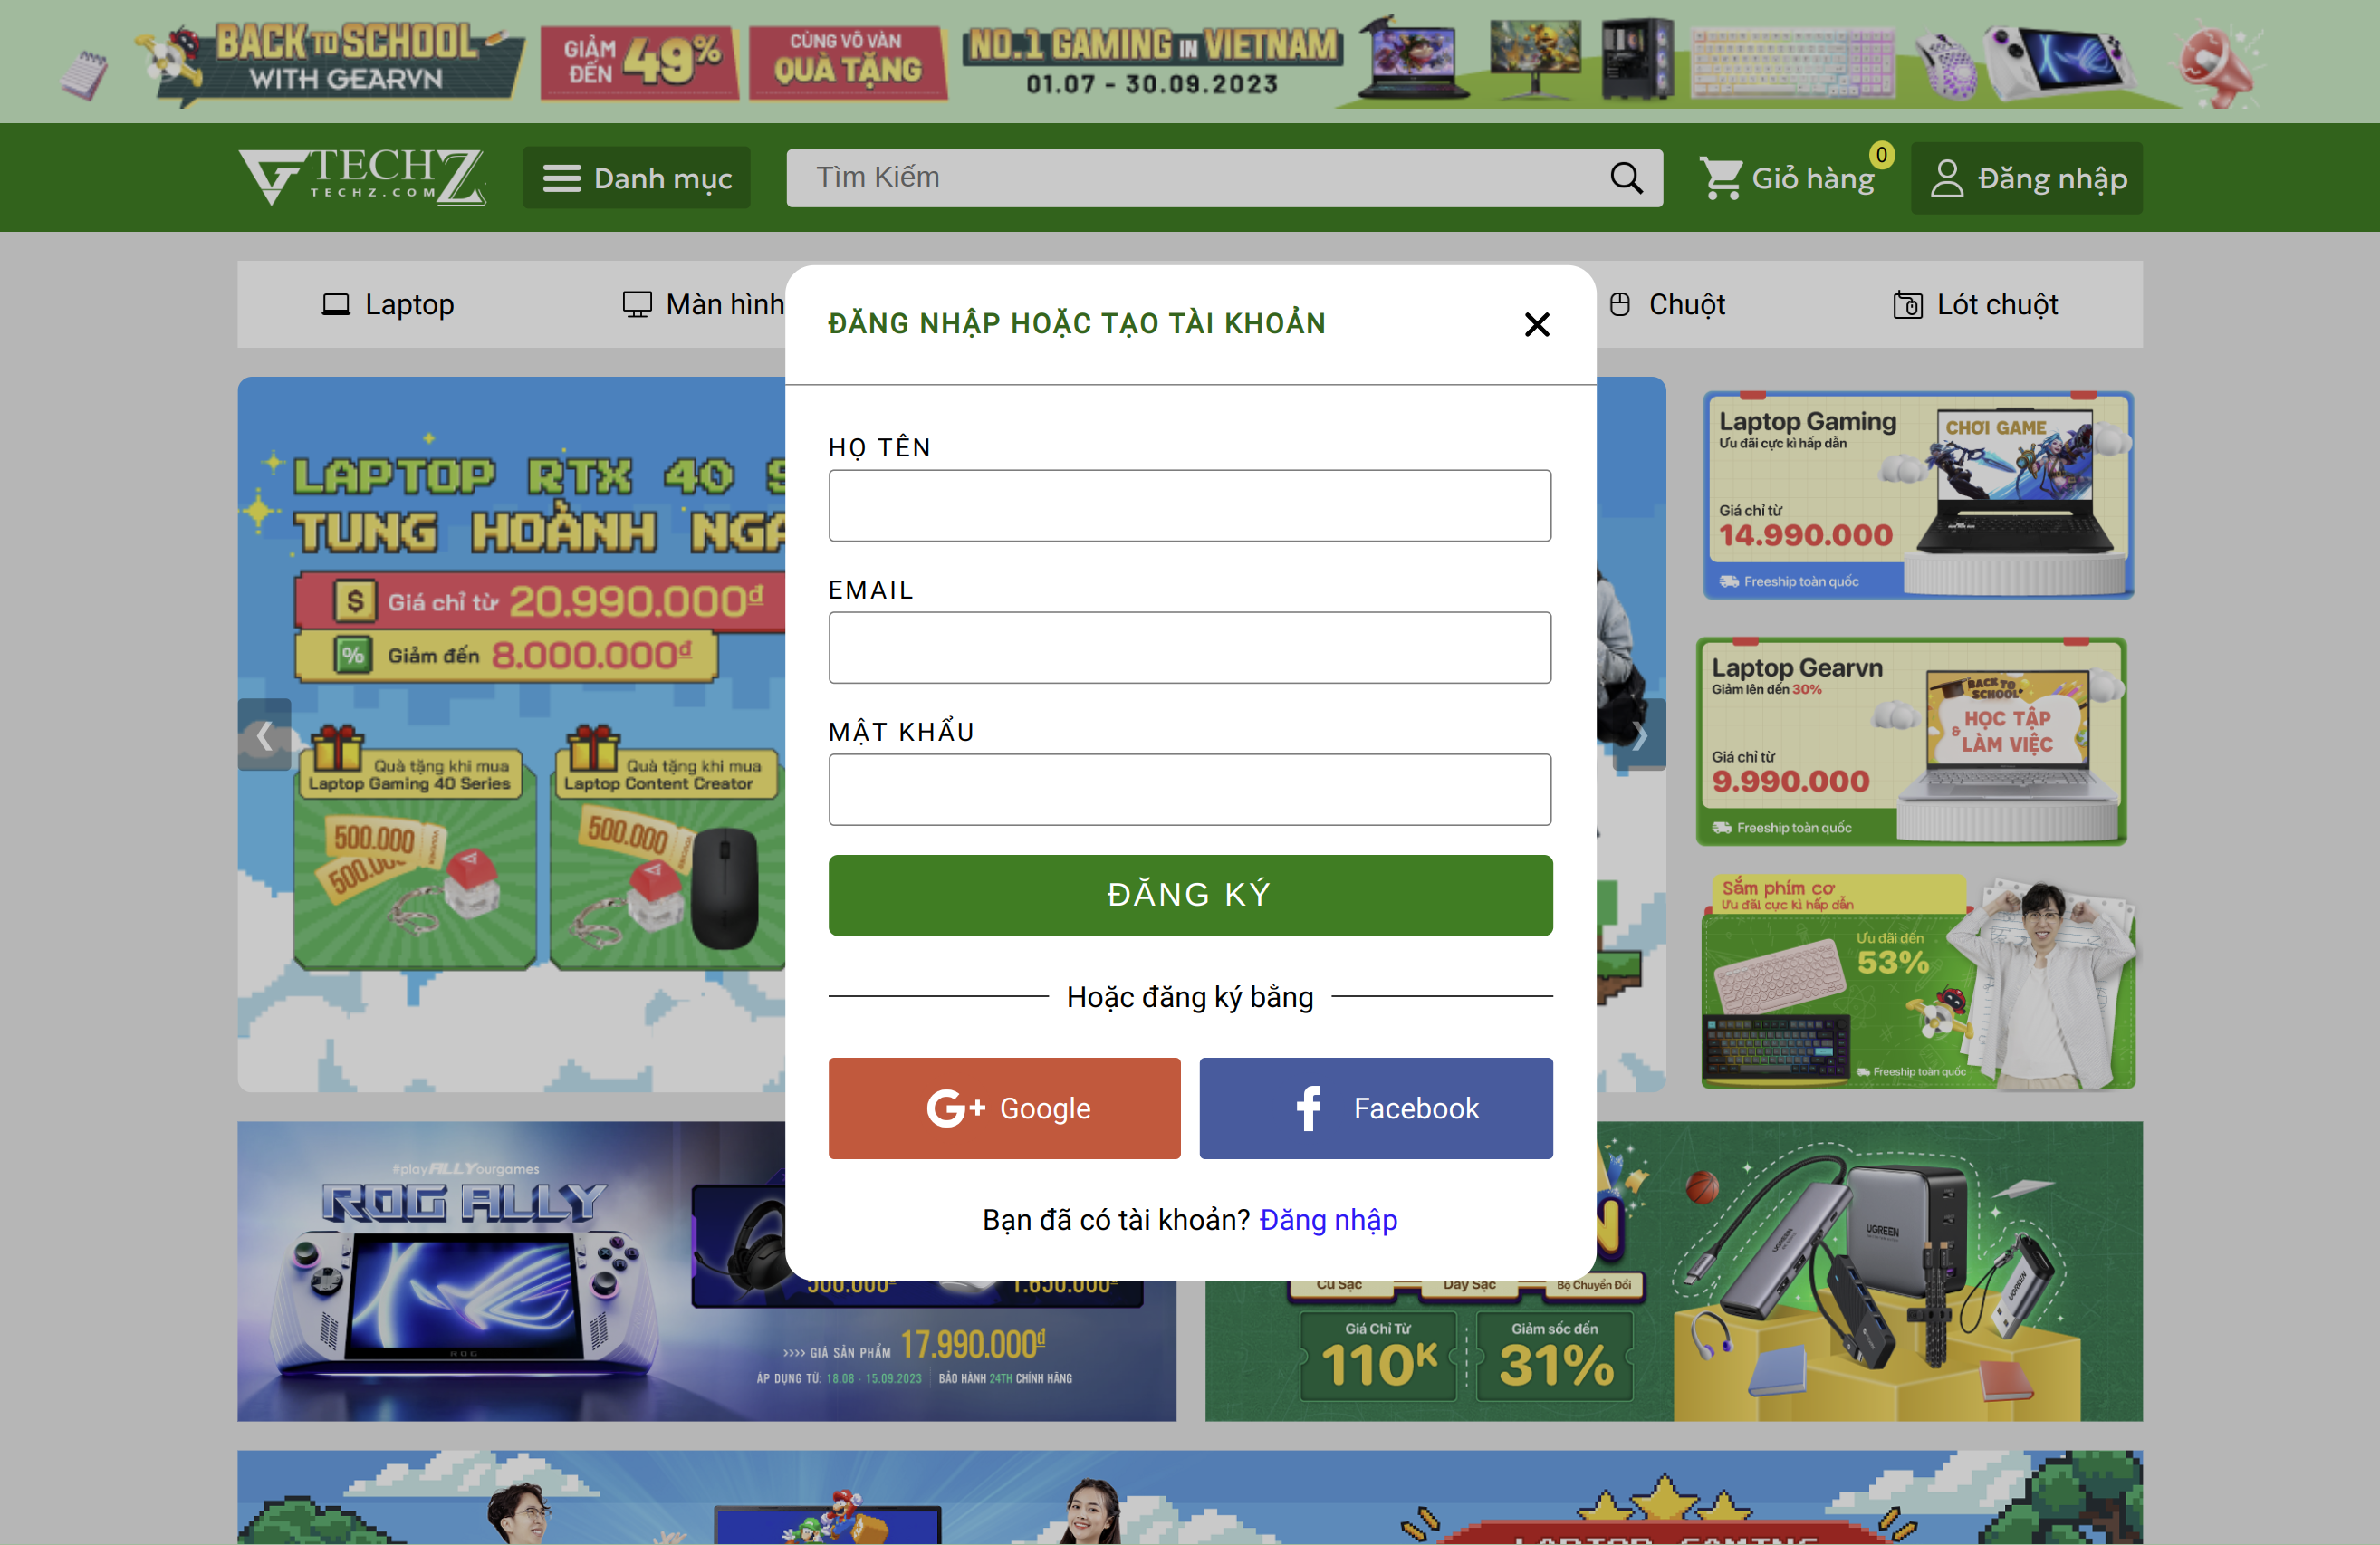 BACK TO SCHOOL
WITH GEARVN
GIẢM ĐẾN 49%
CÙNG VÔ VÀN
QUÀ TẶNG
NO.1 GAMING IN VIETNAM
01.07 - 30.09.2023
TECHZ
TECHZ.COM
Danh mục
Tìm Kiếm
Giỏ hàng
0
Đăng nhập
Laptop
Màn hình
Chuột
Lót chuột
ĐĂNG NHẬP HOẶC TẠO TÀI KHOẢN
HỌ TÊN
EMAIL
MẬT KHẨU
ĐĂNG KÝ
Hoặc đăng ký bằng
G+ Google
f Facebook
Bạn đã có tài khoản? Đăng nhập
LAPTOP RTX 40
TUNG HOÀNH
$ Giá chỉ từ 20.990.000đ
% Giảm đến 8.000.000đ
Quà tặng khi mua
Laptop Gaming 40 Series
500.000
Quà tặng khi mua
Laptop Content Creator
500.000
Laptop Gaming
Ưu đãi cực kì hấp dẫn
CHƠI GAME
Giá chỉ từ
14.990.000
Freeship toàn quốc
Laptop Gearvn
Giảm lên đến 30%
BACK TO
SCHOOL
HỌC TẬP
& LÀM VIỆC
Giá chỉ từ
9.990.000
Freeship toàn quốc
Sắm phím cơ
Ưu đãi cực kì hấp dẫn
Ưu đãi đến
53%
Freeship toàn quốc
#playALLYourgames
ROG ALLY
ROG
>>>> GIÁ SẢN PHẨM 17.990.000đ
ÁP DỤNG TỪ: 18.08 - 15.09.2023 | BẢO HÀNH 24TH CHÍNH HÃNG
Củ Sạc
Dây Sạc
Bộ Chuyển Đổi
Giá Chỉ Từ
110K
Giảm sốc đến
31%
UGREEN
UGREEN
UGREEN
LAPTOP GAMING